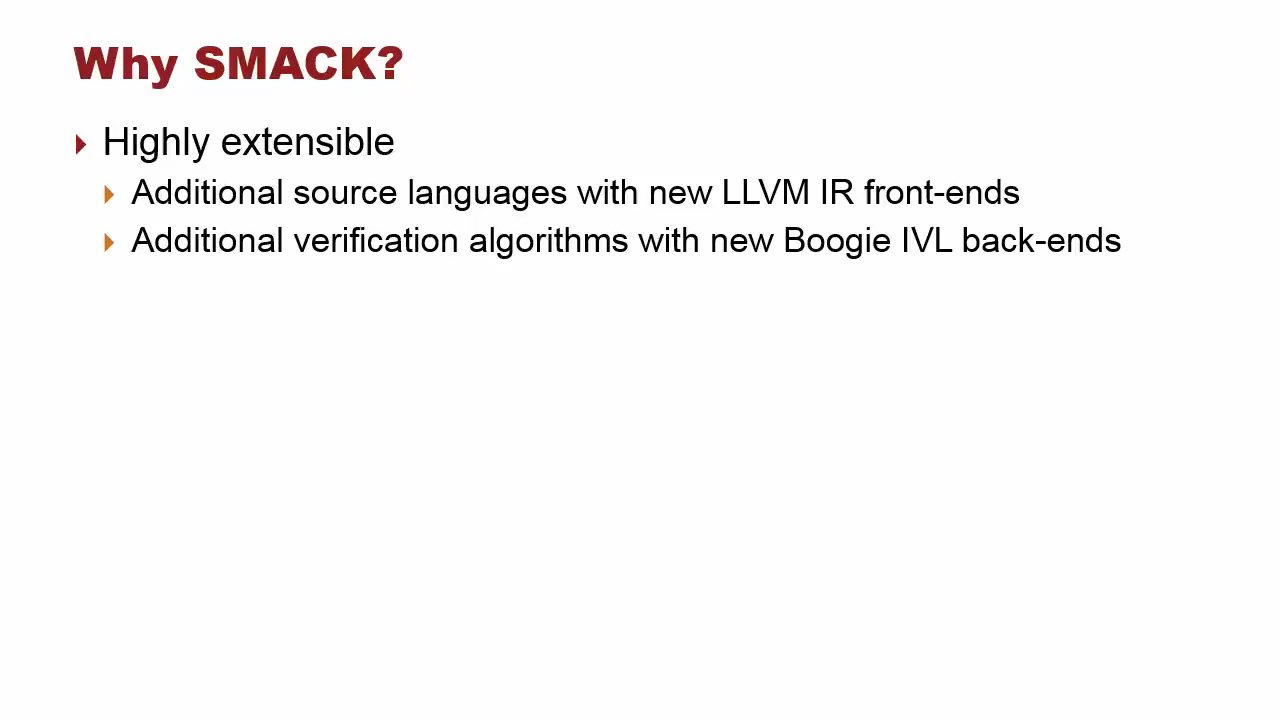 Why SMACK?
Highly extensible
Additional source languages with new LLVM IR front-ends
Additional verification algorithms with new Boogie IVL back-ends